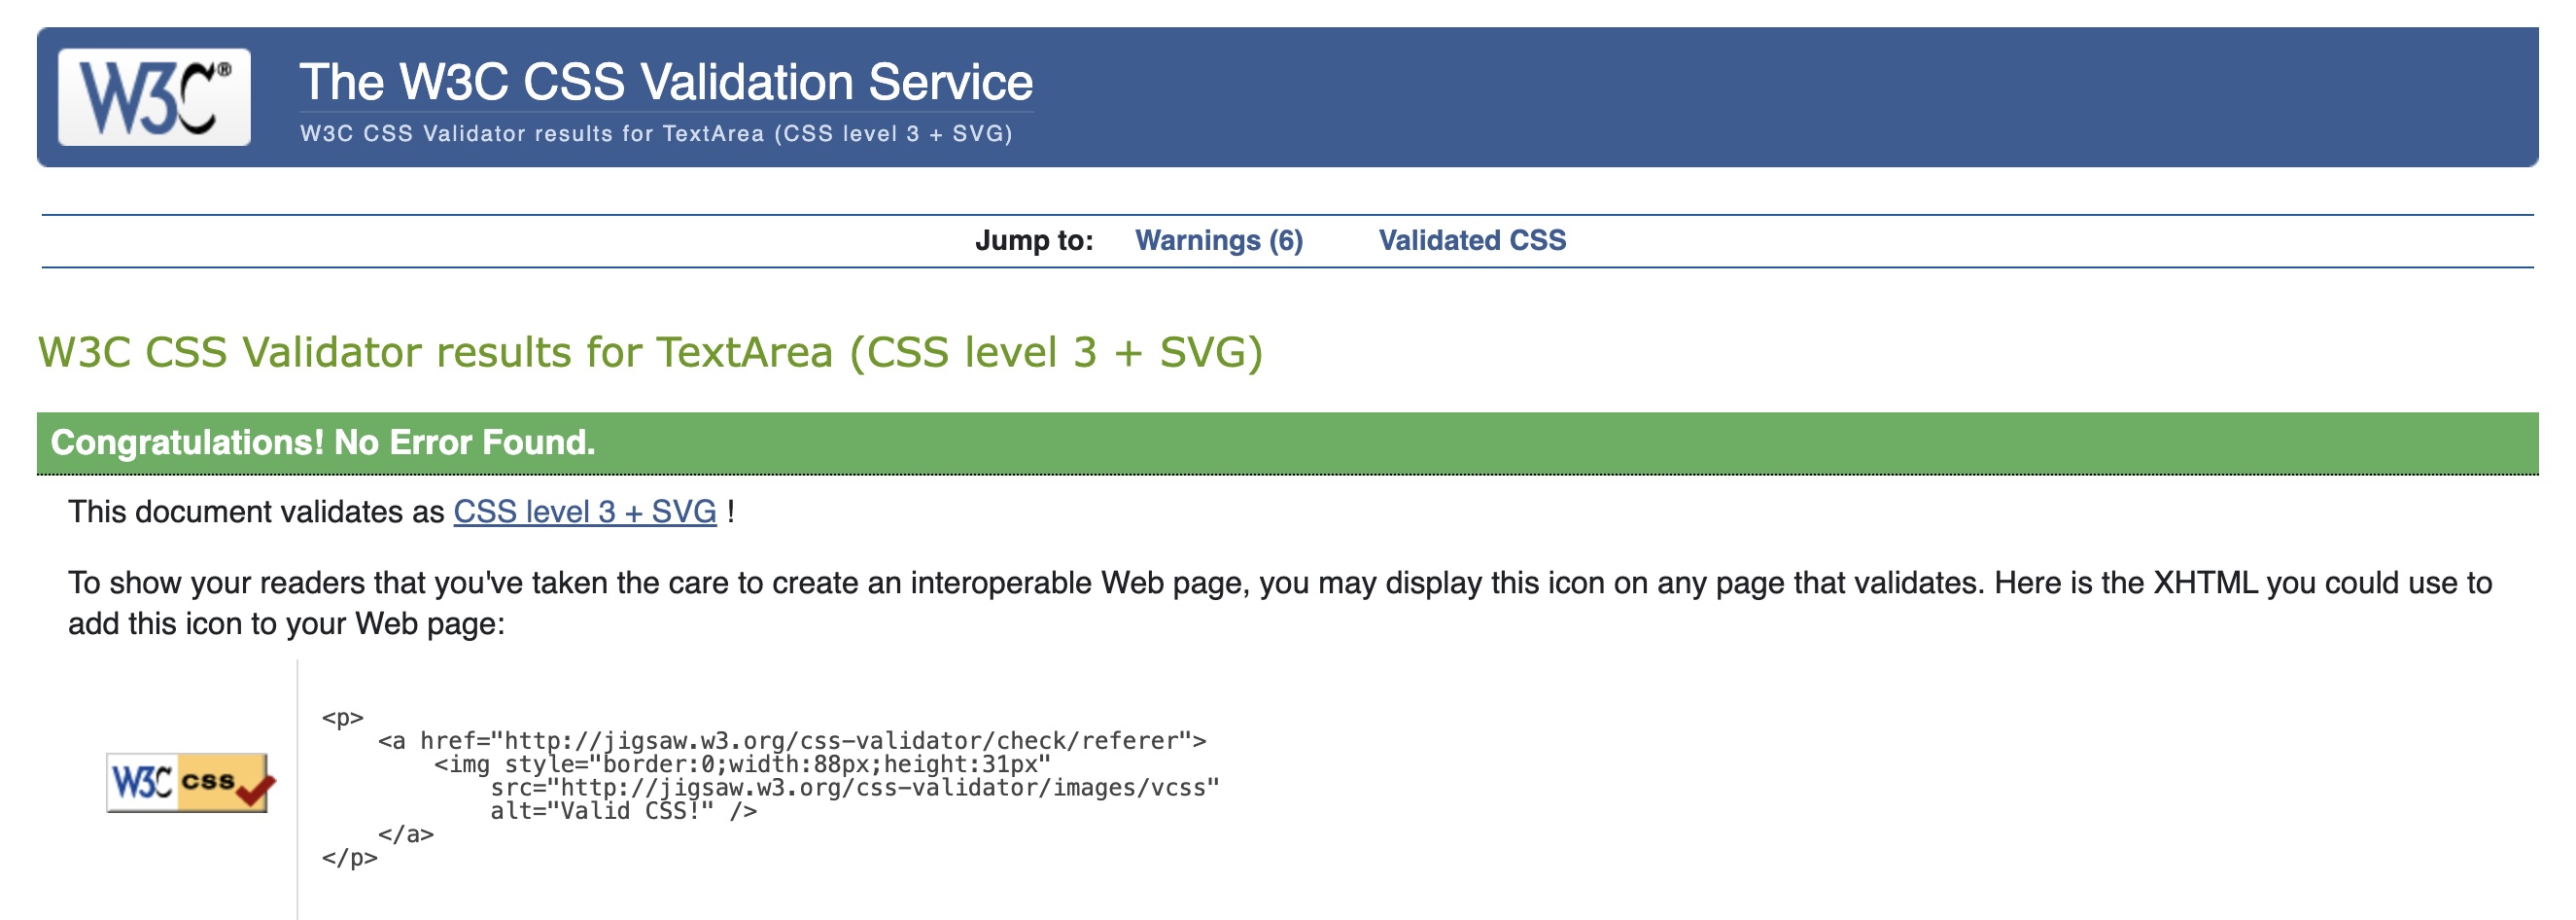 W3C®
The W3C CSS Validation Service
W3C CSS Validator results for TextArea (CSS level 3 + SVG)
Jump to: Warnings (6) Validated CSS
W3C CSS Validator results for TextArea (CSS level 3 + SVG)
Congratulations! No Error Found.
This document validates as CSS level 3 + SVG !
To show your readers that you've taken the care to create an interoperable Web page, you may display this icon on any page that validates. Here is the XHTML you could use to
add this icon to your Web page:
<p>
    <a href="http://jigsaw.w3.org/css-validator/check/referer">
        <img style="border:0;width:88px;height:31px"
            src="http://jigsaw.w3.org/css-validator/images/vcss"
            alt="Valid CSS!" />
    </a>
</p>
W3C css